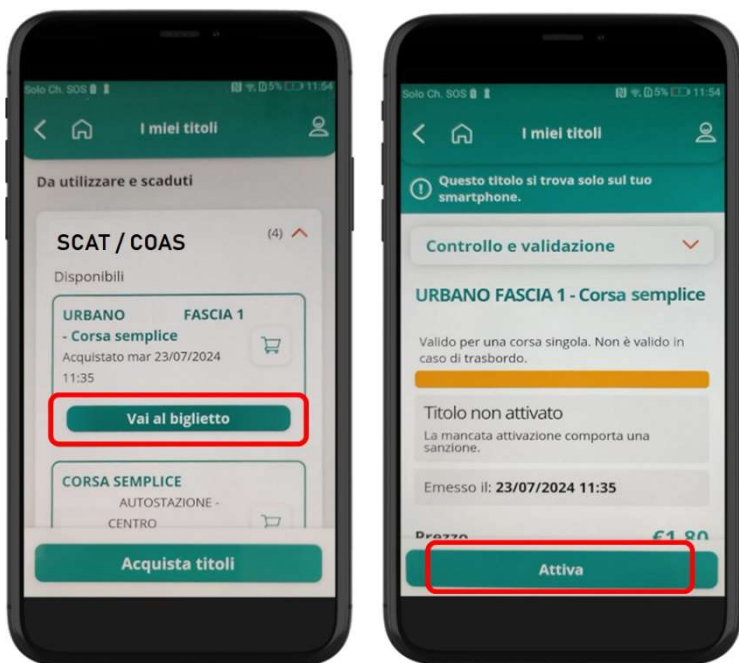 Solo Ch. SOS 5% 11:54
I miei titoli
Da utilizzare e scaduti
SCAT / COAS (4)
Disponibili
URBANO FASCIA 1
- Corsa semplice
Acquistato mar 23/07/2024
11:35
Vai al biglietto
CORSA SEMPLICE
AUTOSTAZIONE -
CENTRO
Acquista titoli
Solo Ch. SOS 5% 11:54
I miei titoli
Questo titolo si trova solo sul tuo
smartphone.
Controllo e validazione
URBANO FASCIA 1 - Corsa semplice
Valido per una corsa singola. Non è valido in
caso di trasbordo.
Titolo non attivato
La mancata attivazione comporta una
sanzione.
Emesso il: 23/07/2024 11:35
Prezzo €1,80
Attiva